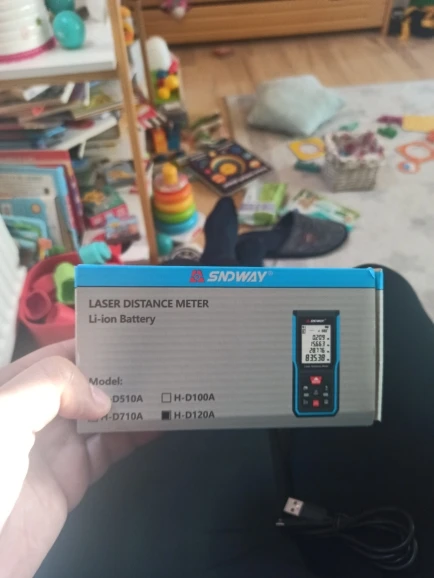 SNDWAY®
LASER DISTANCE METER
Li-ion Battery
Model:
D510A H-D100A
H-D710A H-D120A